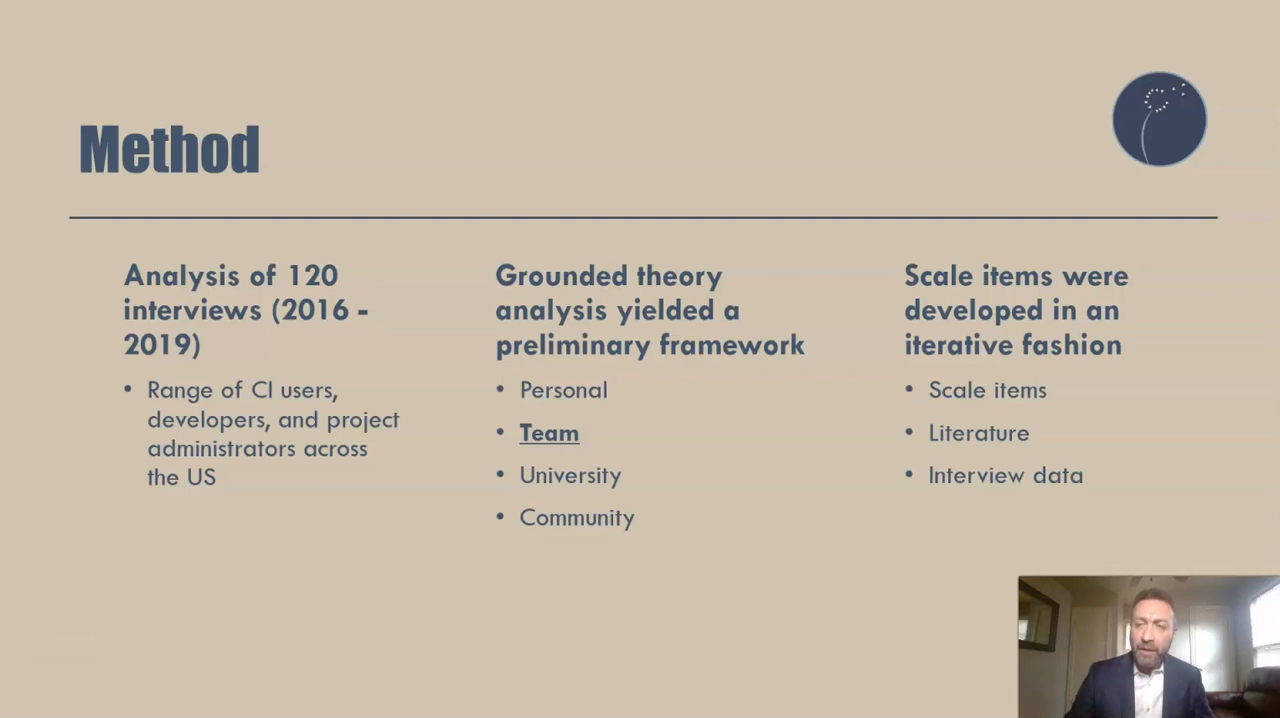 Method
Analysis of 120
interviews (2016 -
2019)
• Range of CI users,
developers, and project
administrators across
the US
Grounded theory
analysis yielded a
preliminary framework
• Personal
• Team
• University
• Community
Scale items were
developed in an
iterative fashion
• Scale items
• Literature
• Interview data